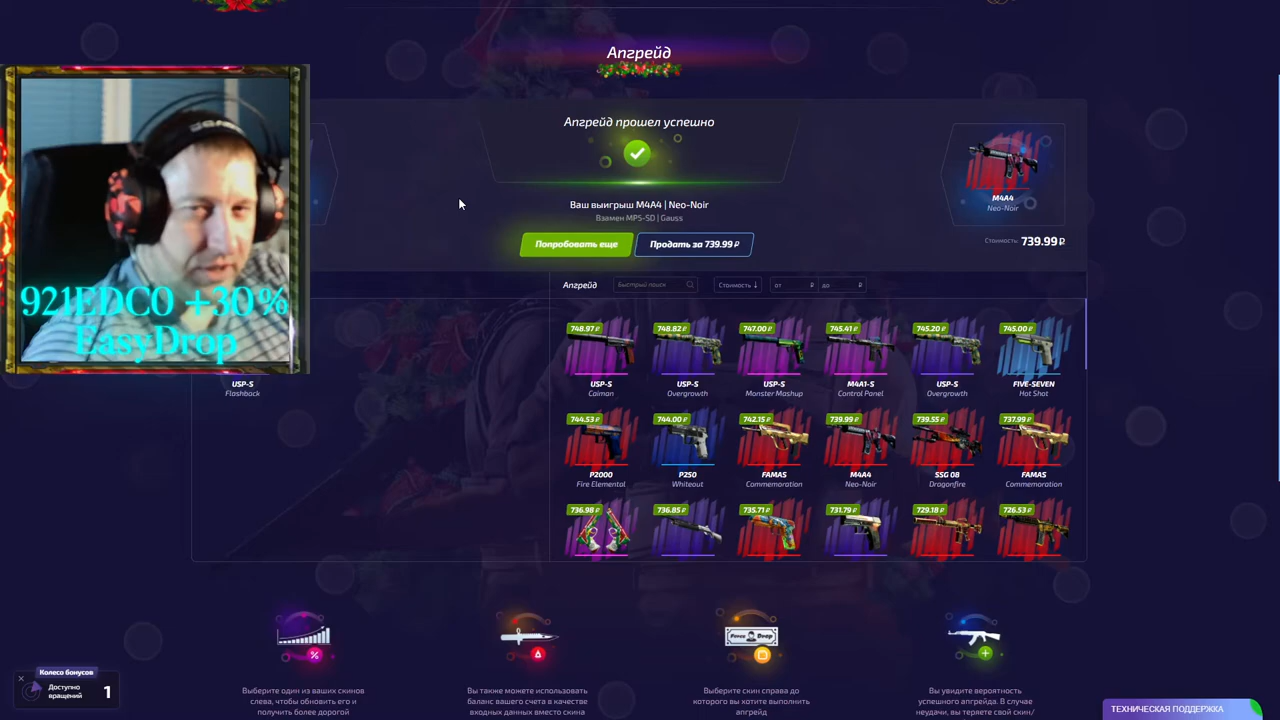 Апгрейд
Апгрейд прошел успешно
Ваш выигрыш M4A4 | Neo-Noir
Взамен MP5-SD | Gauss
Попробовать еще
Продать за 739.99 ₽
M4A4
Neo-Noir
Стоимость: 739.99 ₽
921EDC0 +30%
EasyDrop
USP-S
Flashback
Апгрейд
Быстрый поиск
Стоимость ↓
от ₽
до ₽
748.97 ₽
748.82 ₽
747.00 ₽
745.41 ₽
745.20 ₽
745.00 ₽
USP-S
Caiman
USP-S
Overgrowth
USP-S
Monster Mashup
M4A1-S
Control Panel
USP-S
Overgrowth
FIVE-SEVEN
Hot Shot
744.53 ₽
744.00 ₽
742.15 ₽
739.99 ₽
739.55 ₽
737.99 ₽
P2000
Fire Elemental
P250
Whiteout
FAMAS
Commemoration
M4A4
Neo-Noir
SSG 08
Dragonfire
FAMAS
Commemoration
736.98 ₽
736.85 ₽
735.71 ₽
731.79 ₽
729.18 ₽
726.53 ₽
Force Drop
Выберите один из ваших скинов
слева, чтобы обновить его и
получить более дорогой
Вы также можете использовать
баланс вашего счета в качестве
входных данных вместо скина
Выберите скин справа до
которого вы хотите выполнить
апгрейд
Вы увидите вероятность
успешного апгрейда. В случае
неудачи, вы теряете свой скин/
Колесо бонусов
Доступно
вращений
1
ТЕХНИЧЕСКАЯ ПОДДЕРЖКА